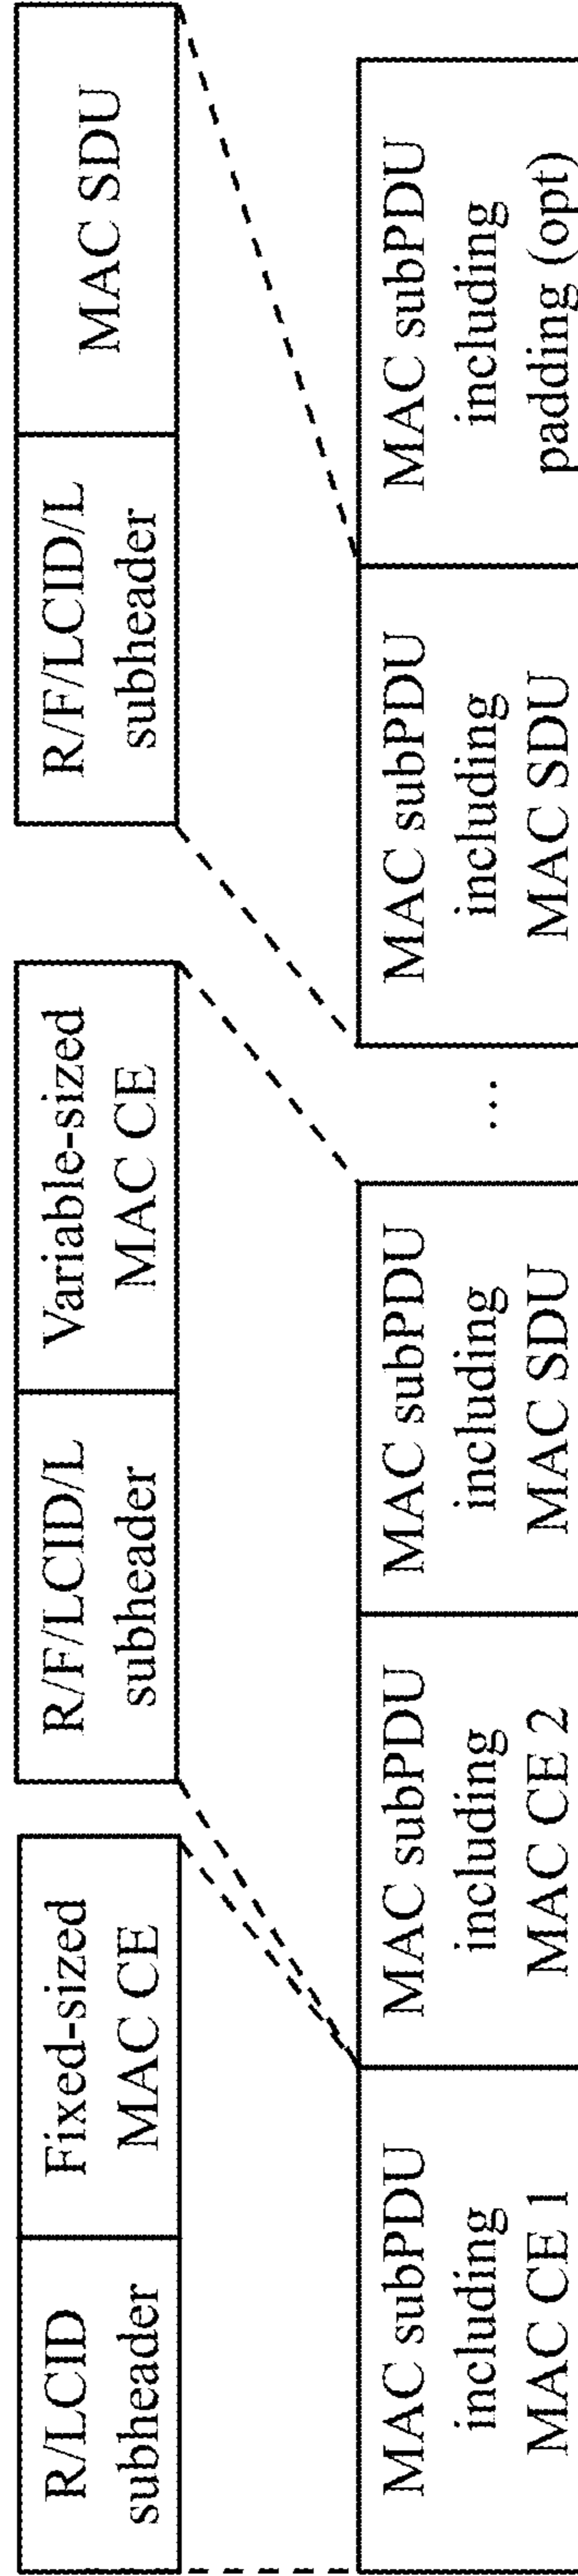 R/LCID
subheader
Fixed-sized
MAC CE
R/F/LCID/L
subheader
Variable-sized
MAC CE
R/F/LCID/L
subheader
MAC SDU
MAC subPDU
including
MAC CE 1
MAC subPDU
including
MAC CE 2
MAC subPDU
including
MAC SDU
...
MAC subPDU
including
MAC SDU
MAC subPDU
including
padding (opt)